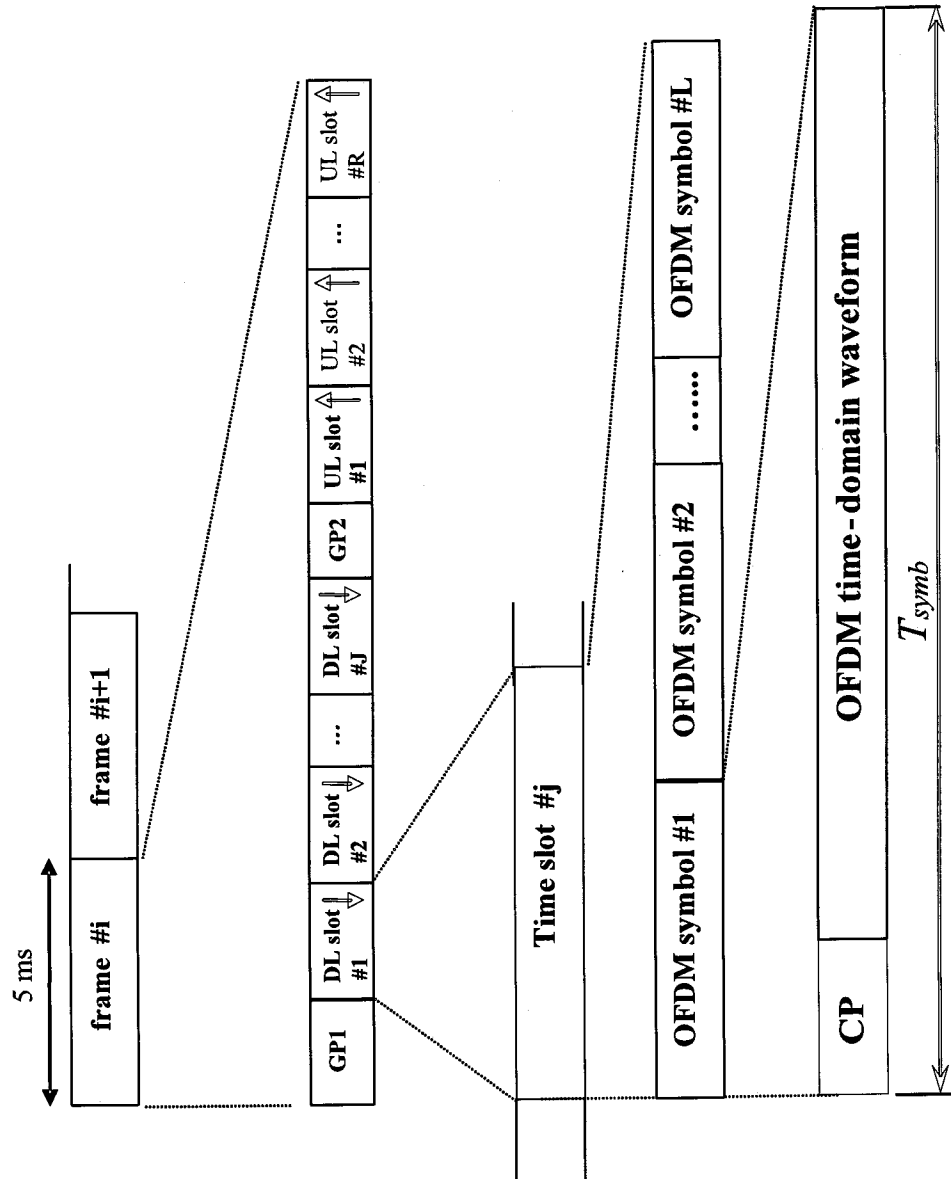 5 ms
frame #i
frame #i+1
GP1
DL slot
#1
DL slot
#2
...
DL slot
#J
GP2
UL slot
#1
UL slot
#2
...
UL slot
#R
Time slot #j
OFDM symbol #1
OFDM symbol #2
......
OFDM symbol #L
CP
OFDM time-domain waveform
T_symb